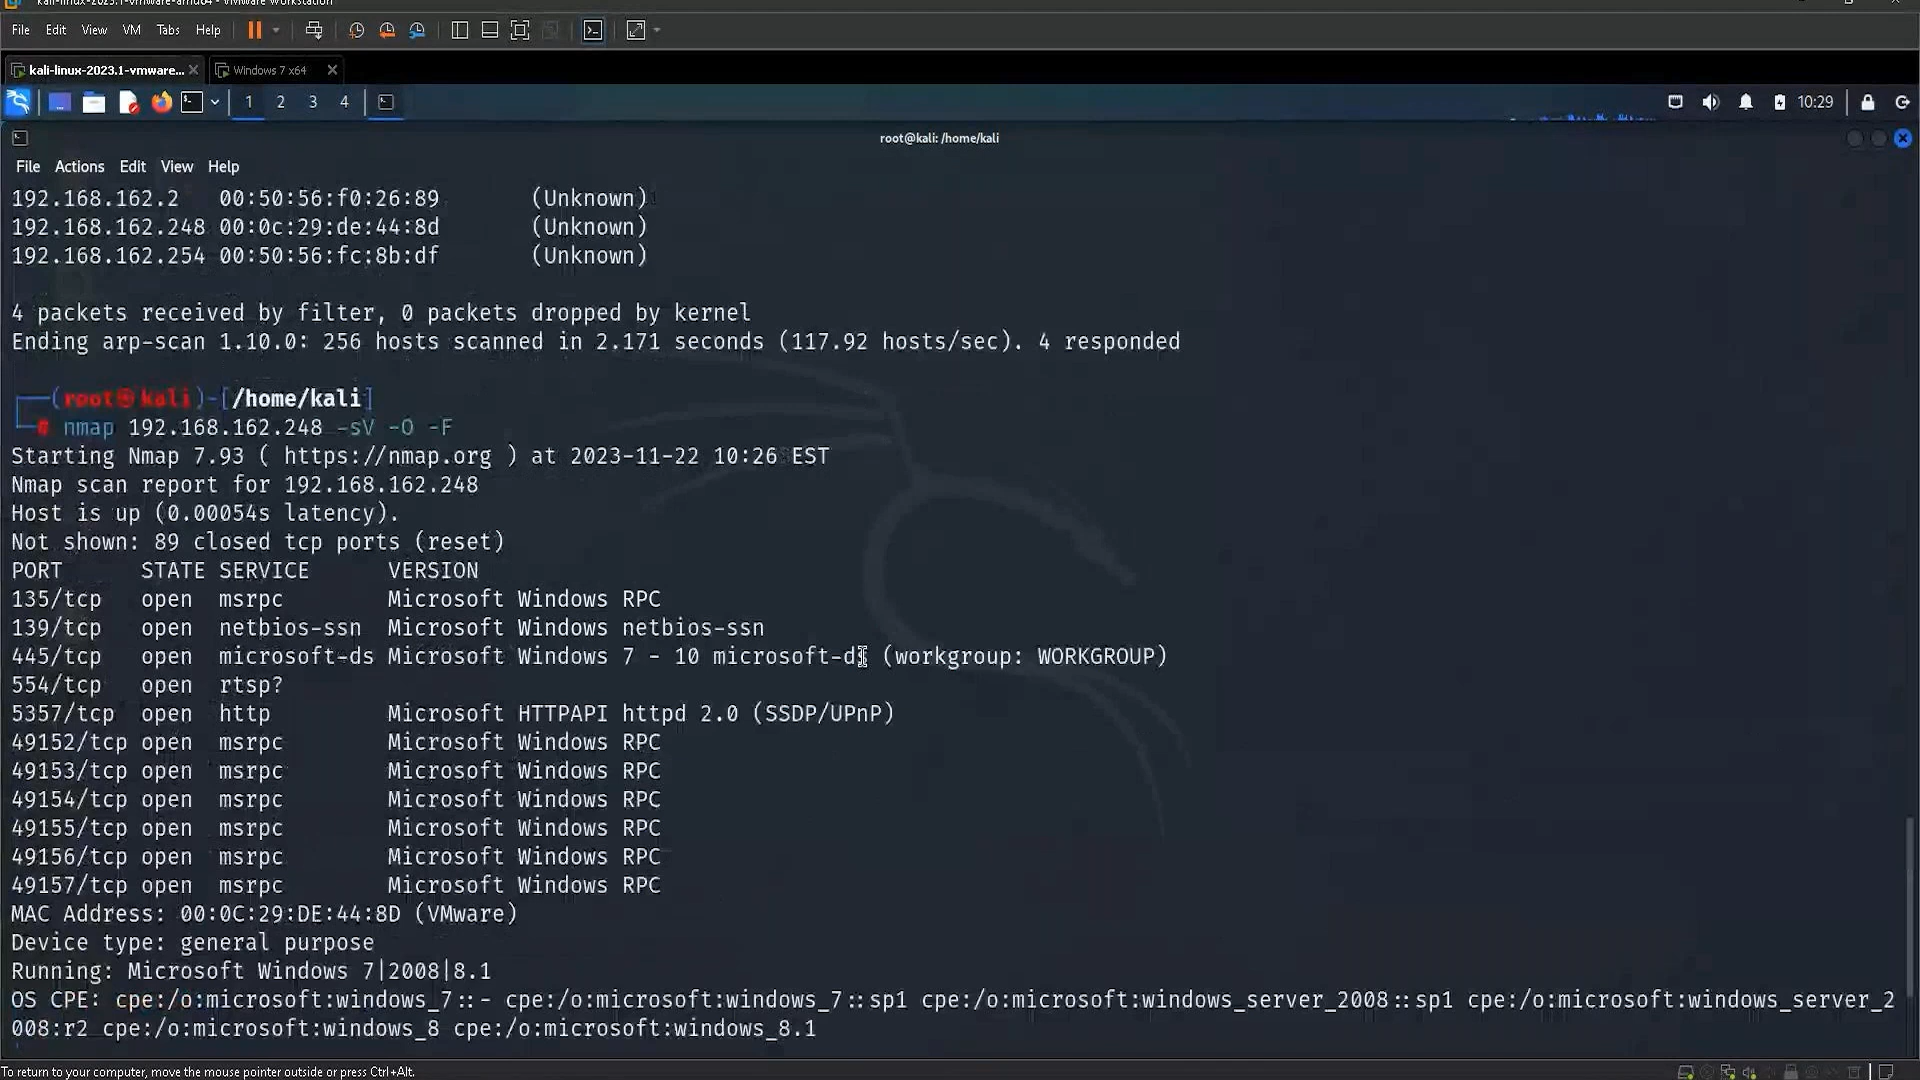 kali-linux-2023.1-vmware-amd64 - VMware Workstation
File Edit View VM Tabs Help
kali-linux-2023.1-vmware... Windows 7 x64
1 2 3 4 10:29
root@kali: /home/kali
File Actions Edit View Help
192.168.162.2 00:50:56:f0:26:89 (Unknown)
192.168.162.248 00:0c:29:de:44:8d (Unknown)
192.168.162.254 00:50:56:fc:8b:df (Unknown)
4 packets received by filter, 0 packets dropped by kernel
Ending arp-scan 1.10.0: 256 hosts scanned in 2.171 seconds (117.92 hosts/sec). 4 responded
┌──(root㉿kali)-[/home/kali]
└─# nmap 192.168.162.248 -sV -O -F
Starting Nmap 7.93 ( https://nmap.org ) at 2023-11-22 10:26 EST
Nmap scan report for 192.168.162.248
Host is up (0.00054s latency).
Not shown: 89 closed tcp ports (reset)
PORT STATE SERVICE VERSION
135/tcp open msrpc Microsoft Windows RPC
139/tcp open netbios-ssn Microsoft Windows netbios-ssn
445/tcp open microsoft-ds Microsoft Windows 7 - 10 microsoft-ds (workgroup: WORKGROUP)
554/tcp open rtsp?
5357/tcp open http Microsoft HTTPAPI httpd 2.0 (SSDP/UPnP)
49152/tcp open msrpc Microsoft Windows RPC
49153/tcp open msrpc Microsoft Windows RPC
49154/tcp open msrpc Microsoft Windows RPC
49155/tcp open msrpc Microsoft Windows RPC
49156/tcp open msrpc Microsoft Windows RPC
49157/tcp open msrpc Microsoft Windows RPC
MAC Address: 00:0C:29:DE:44:8D (VMware)
Device type: general purpose
Running: Microsoft Windows 7|2008|8.1
OS CPE: cpe:/o:microsoft:windows_7::- cpe:/o:microsoft:windows_7::sp1 cpe:/o:microsoft:windows_server_2008::sp1 cpe:/o:microsoft:windows_server_2
008:r2 cpe:/o:microsoft:windows_8 cpe:/o:microsoft:windows_8.1
To return to your computer, move the mouse pointer outside or press Ctrl+Alt.